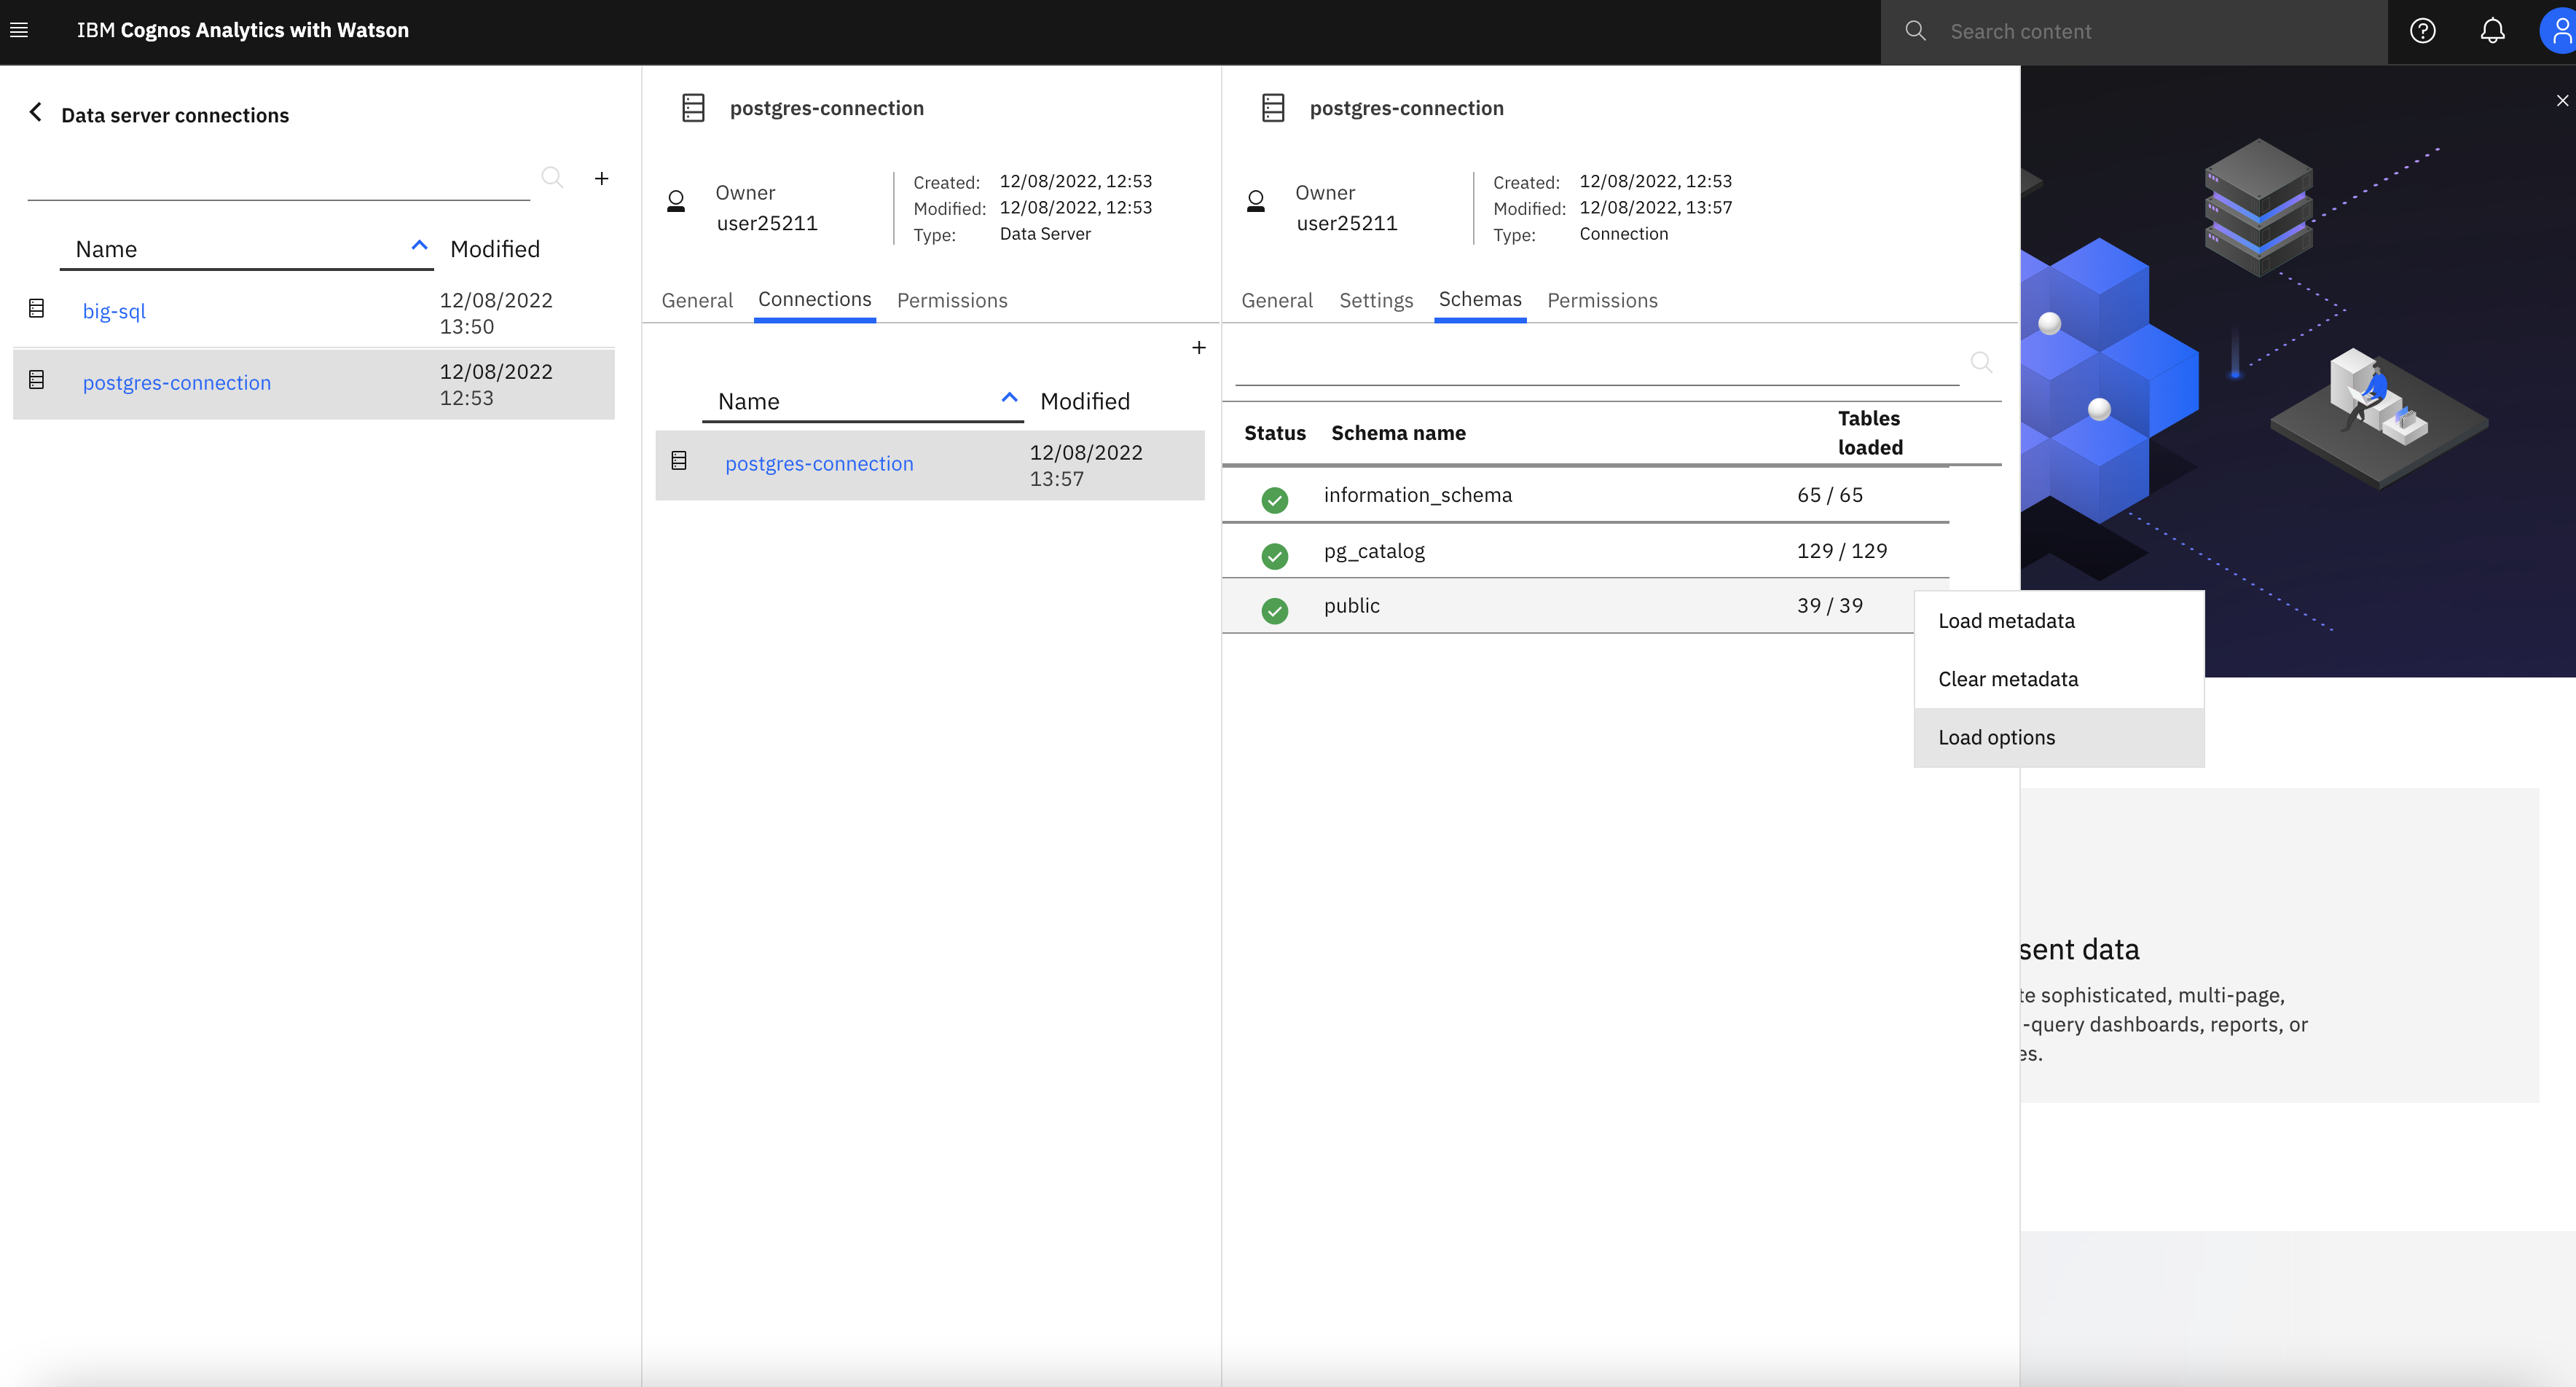 IBM Cognos Analytics with Watson
Search content
Data server connections
Name Modified
big-sql 12/08/2022
13:50
postgres-connection 12/08/2022
12:53
postgres-connection
Owner
user25211
Created: 12/08/2022, 12:53
Modified: 12/08/2022, 12:53
Type: Data Server
General Connections Permissions
Name Modified
postgres-connection 12/08/2022
13:57
postgres-connection
Owner
user25211
Created: 12/08/2022, 12:53
Modified: 12/08/2022, 13:57
Type: Connection
General Settings Schemas Permissions
Status Schema name Tables
loaded
information_schema 65 / 65
pg_catalog 129 / 129
public 39 / 39
Load metadata
Clear metadata
Load options
sent data
te sophisticated, multi-page,
-query dashboards, reports, or
es.